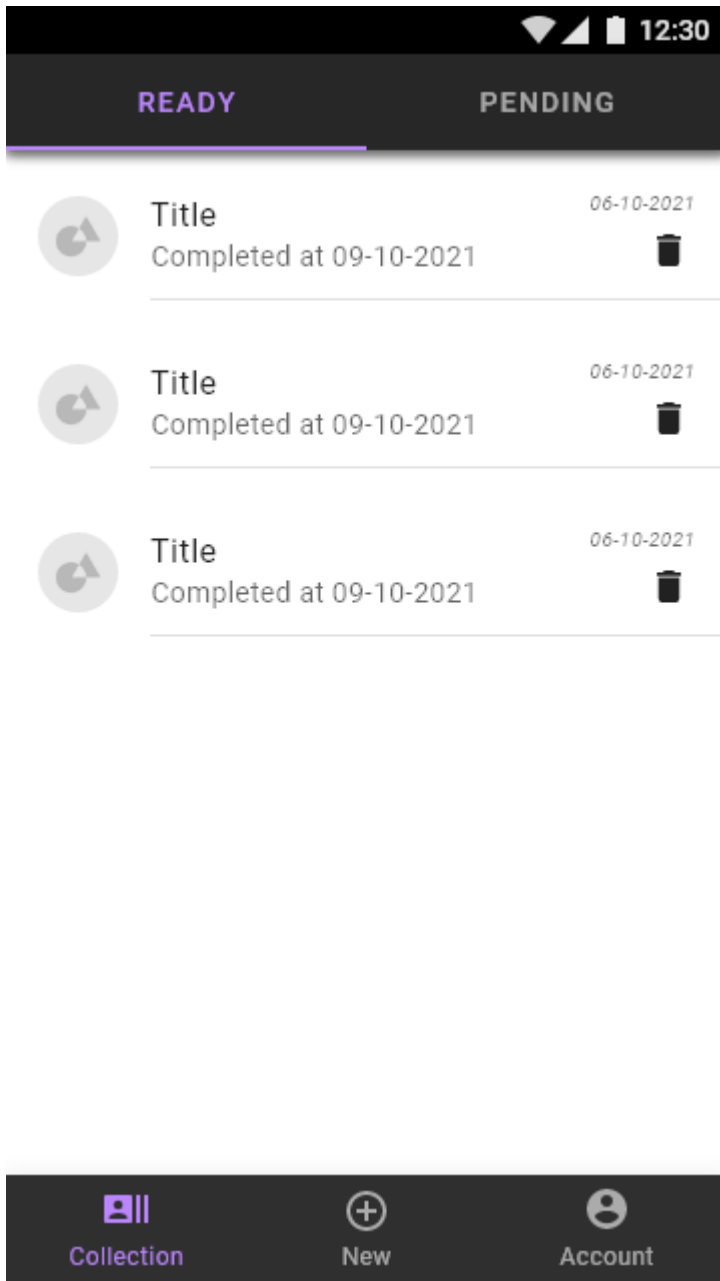 12:30
READY
PENDING
Title
06-10-2021
Completed at 09-10-2021
Title
06-10-2021
Completed at 09-10-2021
Title
06-10-2021
Completed at 09-10-2021
Collection
New
Account